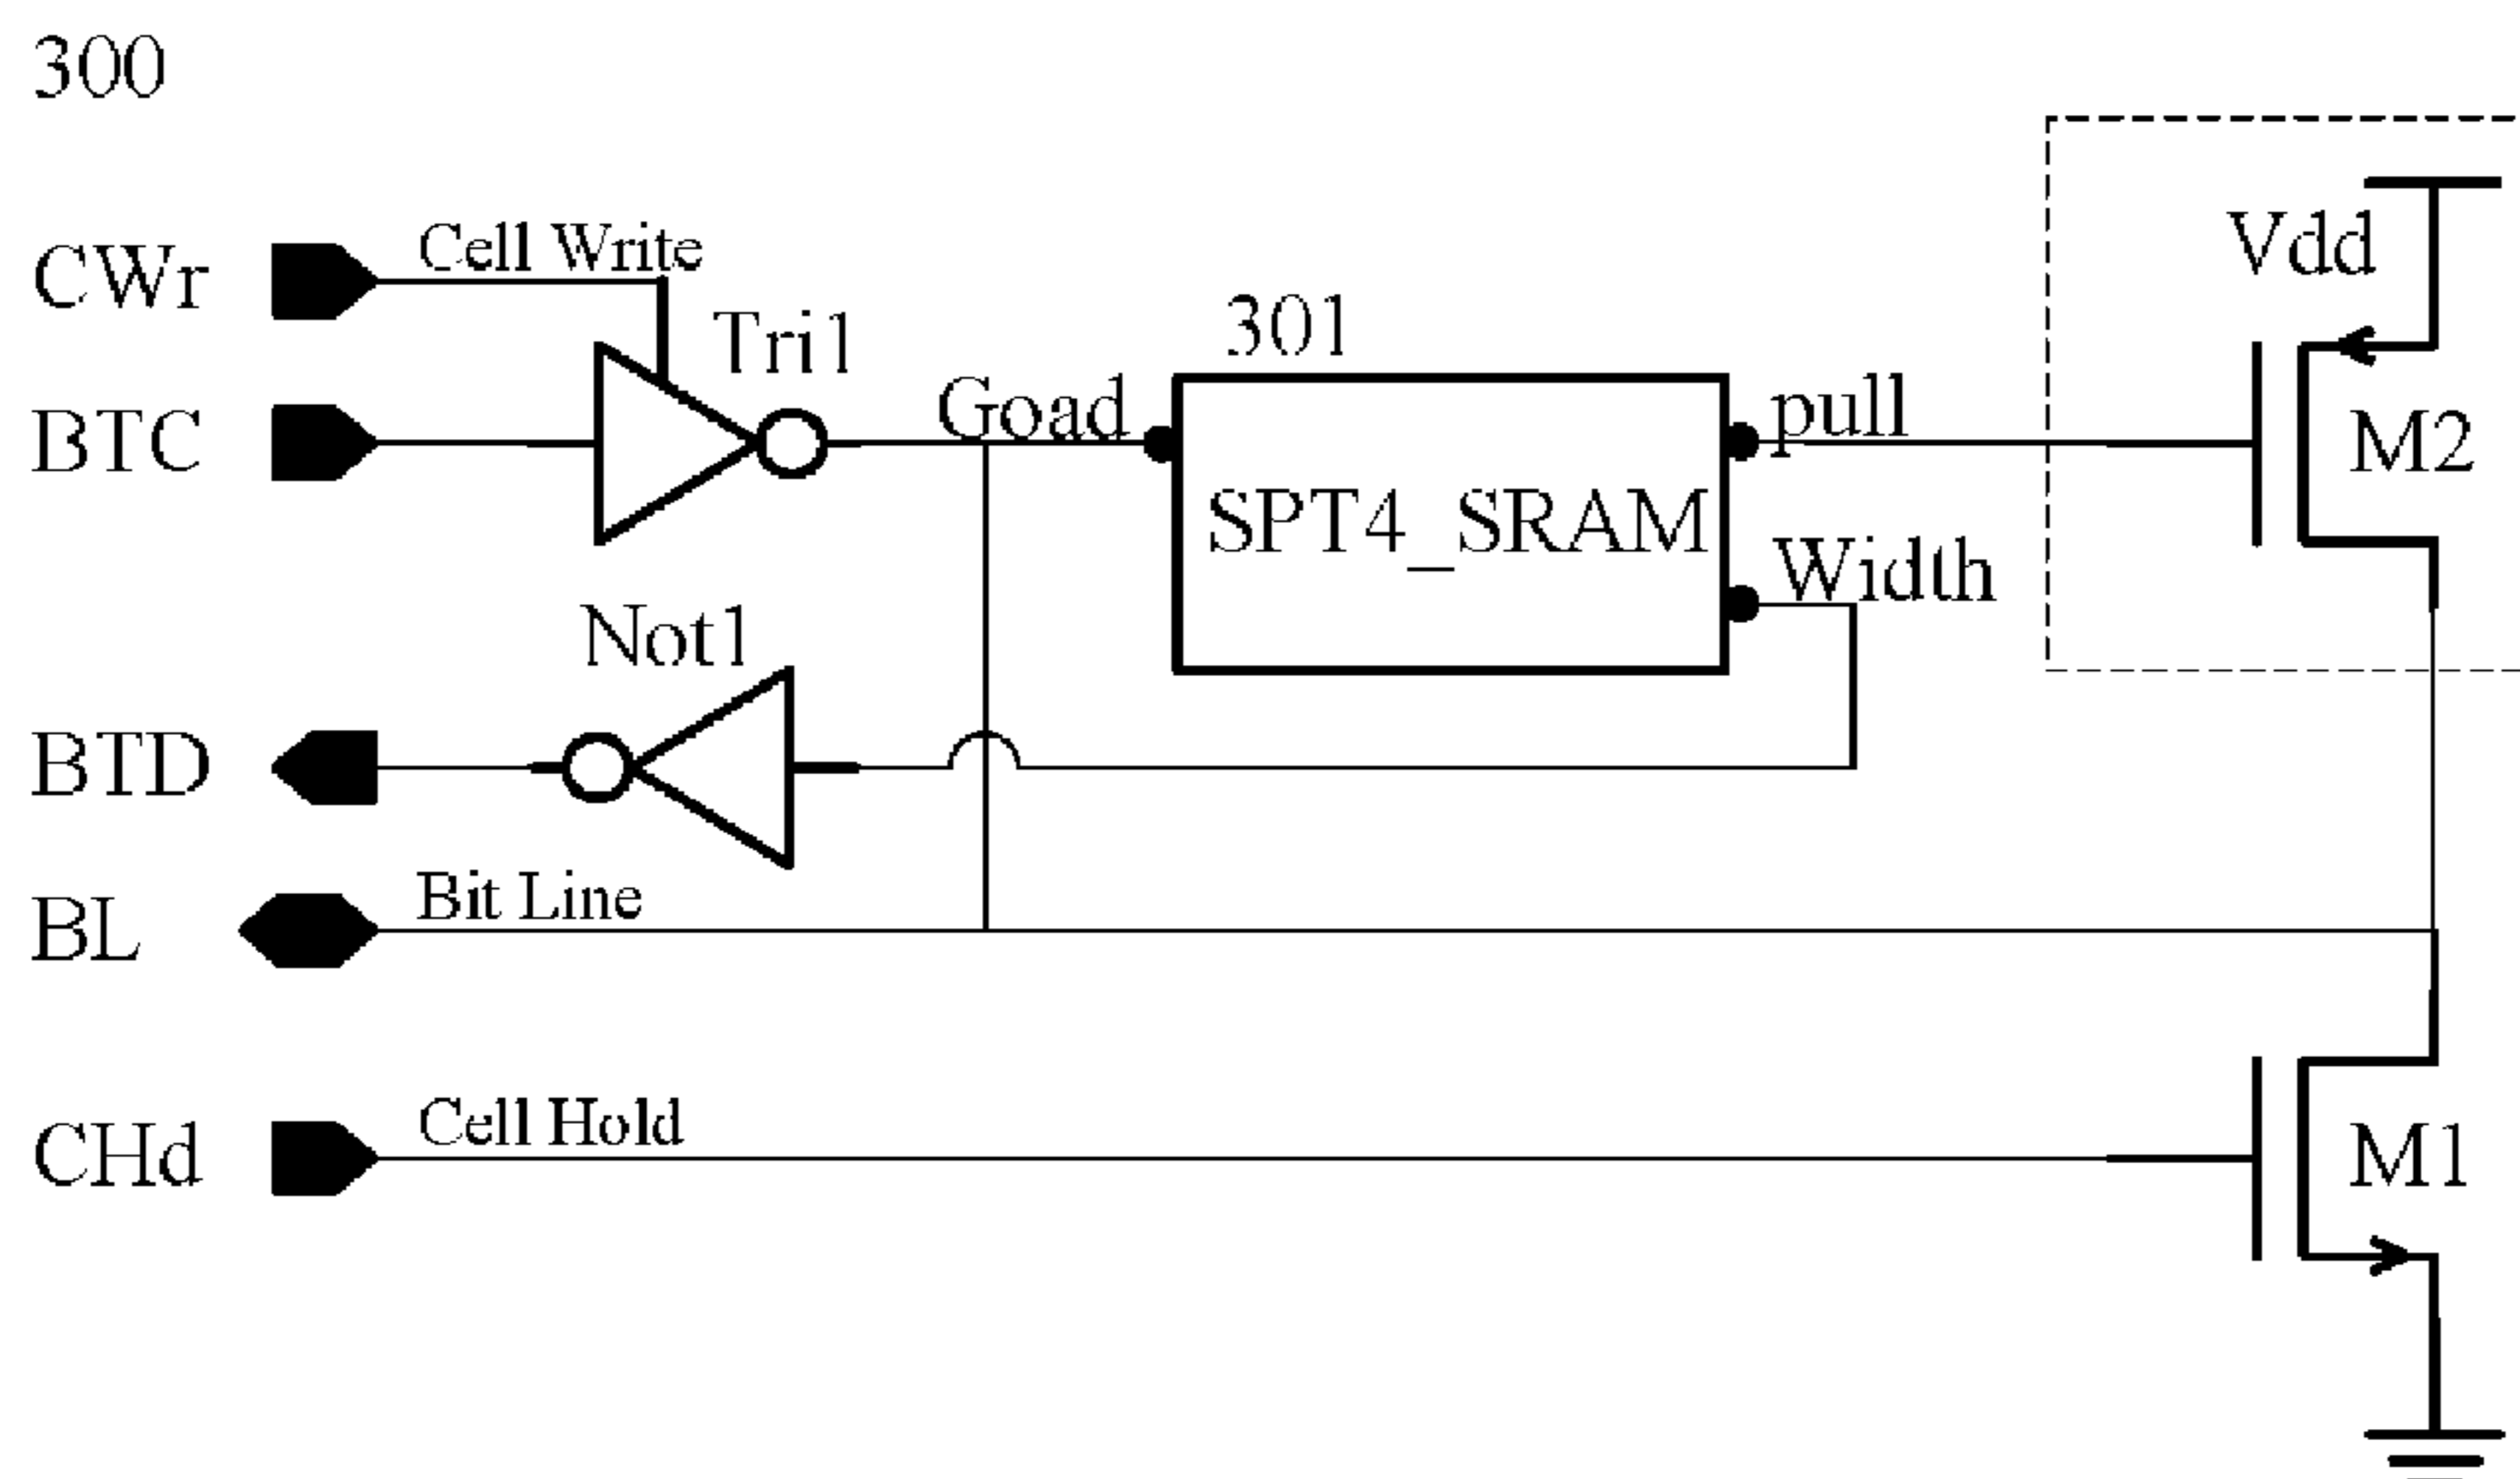 300
CWr
Cell Write
Tri1
BTC
Goad
301
SPT4_SRAM
pull
Width
Vdd
M2
Not1
BTD
BL
Bit Line
CHd
Cell Hold
M1